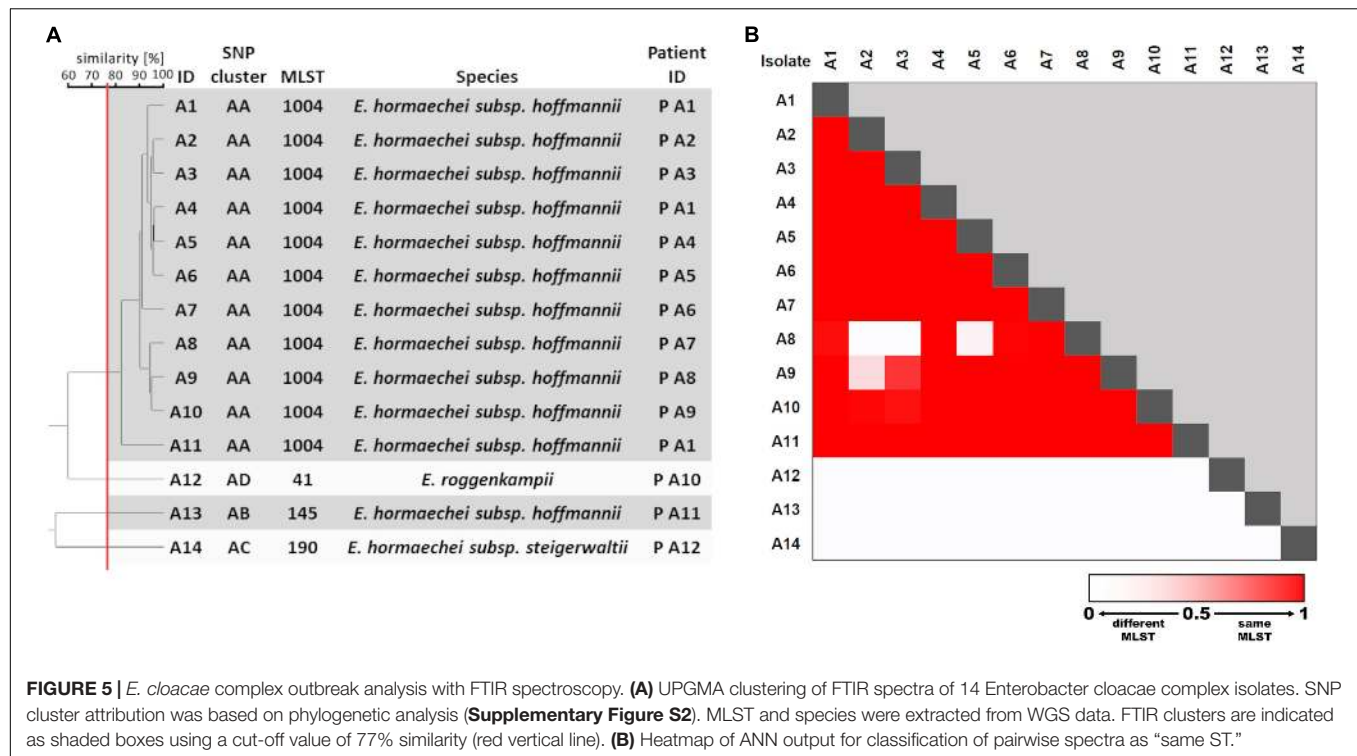 A
similarity [%]
60 70 80 90 100
ID
SNP cluster
MLST
Species
Patient ID
A1 AA 1004 E. hormaechei subsp. hoffmannii P A1
A2 AA 1004 E. hormaechei subsp. hoffmannii P A2
A3 AA 1004 E. hormaechei subsp. hoffmannii P A3
A4 AA 1004 E. hormaechei subsp. hoffmannii P A1
A5 AA 1004 E. hormaechei subsp. hoffmannii P A4
A6 AA 1004 E. hormaechei subsp. hoffmannii P A5
A7 AA 1004 E. hormaechei subsp. hoffmannii P A6
A8 AA 1004 E. hormaechei subsp. hoffmannii P A7
A9 AA 1004 E. hormaechei subsp. hoffmannii P A8
A10 AA 1004 E. hormaechei subsp. hoffmannii P A9
A11 AA 1004 E. hormaechei subsp. hoffmannii P A1
A12 AD 41 E. roggenkampii P A10
A13 AB 145 E. hormaechei subsp. hoffmannii P A11
A14 AC 190 E. hormaechei subsp. steigerwaltii P A12
B
Isolate A1 A2 A3 A4 A5 A6 A7 A8 A9 A10 A11 A12 A13 A14
A1
A2
A3
A4
A5
A6
A7
A8
A9
A10
A11
A12
A13
A14
0 0.5 1
different MLST
same MLST
FIGURE 5 | E. cloacae complex outbreak analysis with FTIR spectroscopy. (A) UPGMA clustering of FTIR spectra of 14 Enterobacter cloacae complex isolates. SNP
cluster attribution was based on phylogenetic analysis (Supplementary Figure S2). MLST and species were extracted from WGS data. FTIR clusters are indicated
as shaded boxes using a cut-off value of 77% similarity (red vertical line). (B) Heatmap of ANN output for classification of pairwise spectra as “same ST.”